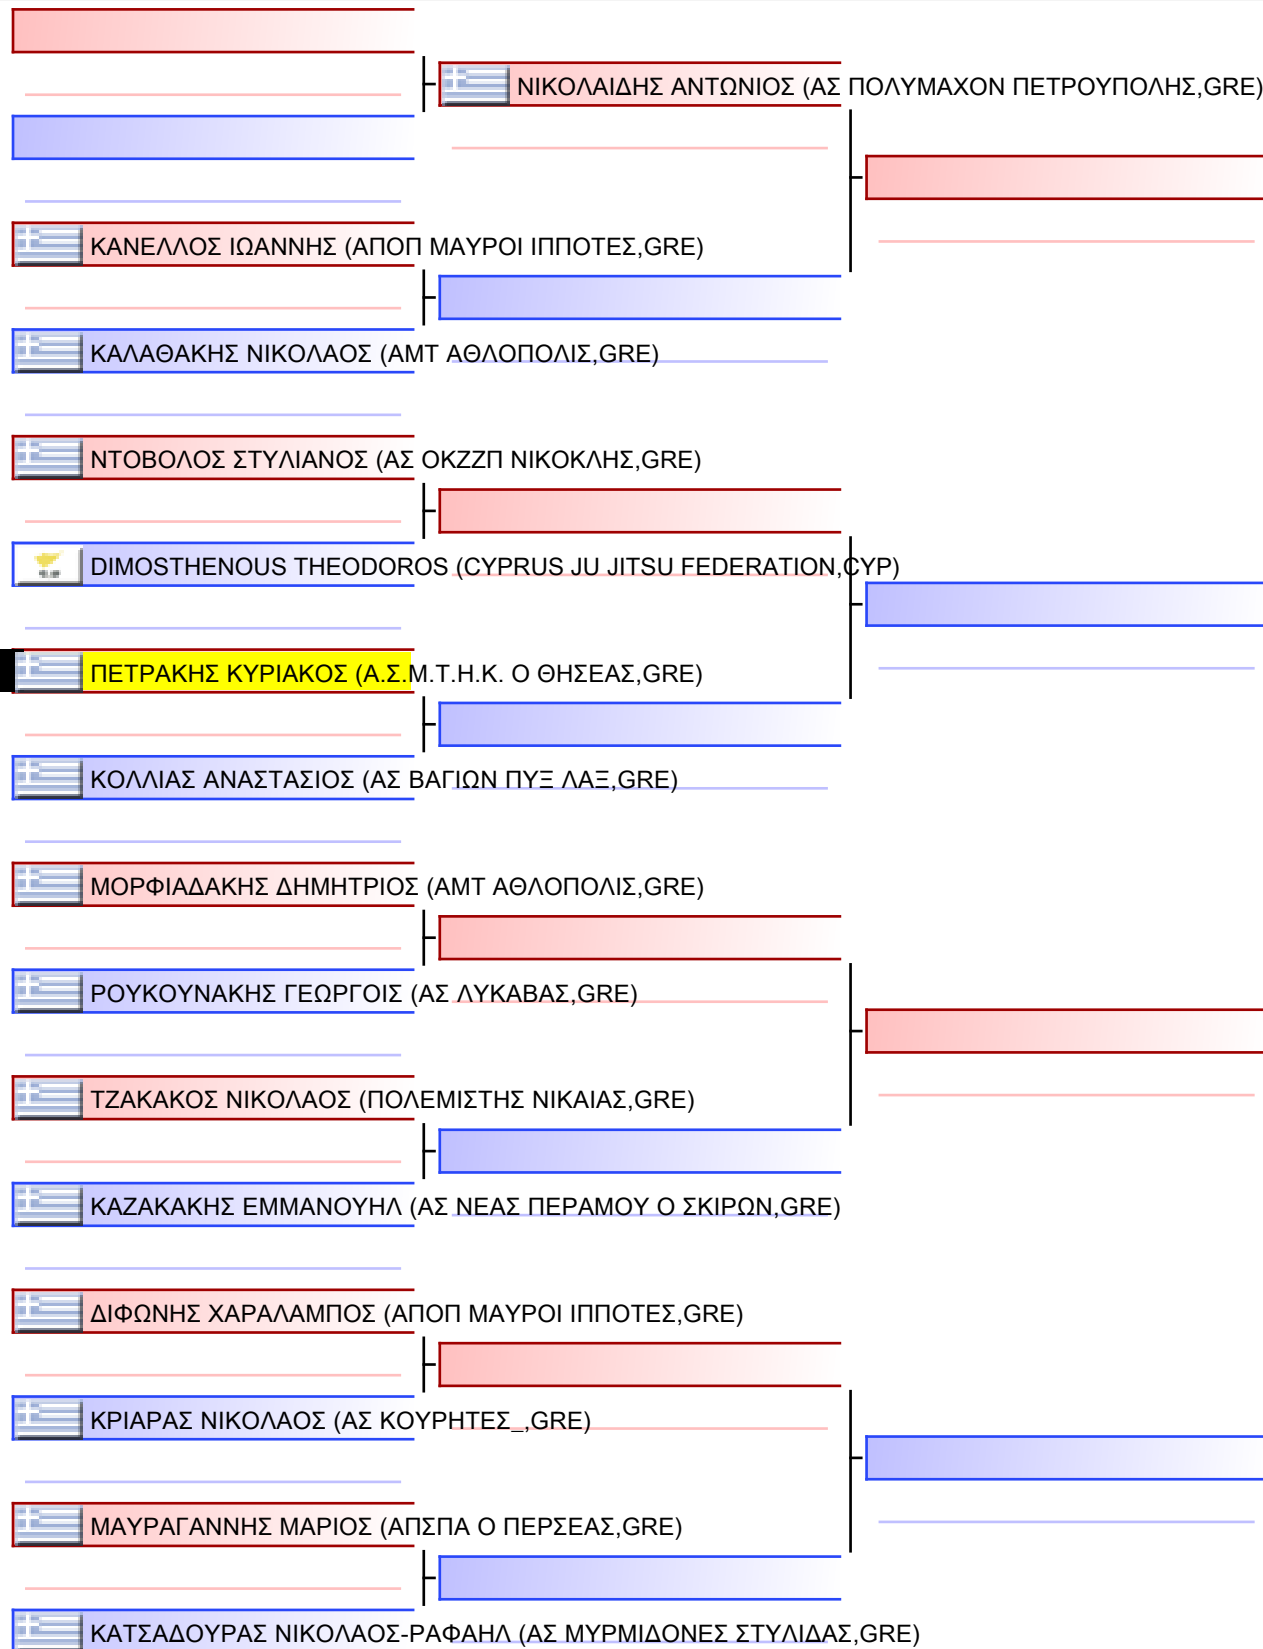 ΝΙΚΟΛΑΙΔΗΣ ΑΝΤΩΝΙΟΣ (ΑΣ ΠΟΛΥΜΑΧΟΝ ΠΕΤΡΟΥΠΟΛΗΣ,GRE)
ΚΑΝΕΛΛΟΣ ΙΩΑΝΝΗΣ (ΑΠΟΠ ΜΑΥΡΟΙ ΙΠΠΟΤΕΣ,GRE)
ΚΑΛΑΘΑΚΗΣ ΝΙΚΟΛΑΟΣ (ΑΜΤ ΑΘΛΟΠΟΛΙΣ,GRE)
ΝΤΟΒΟΛΟΣ ΣΤΥΛΙΑΝΟΣ (ΑΣ ΟΚΖΖΠ ΝΙΚΟΚΛΗΣ,GRE)
DIMOSTHENOUS THEODOROS (CYPRUS JU JITSU FEDERATION,CYP)
ΠΕΤΡΑΚΗΣ ΚΥΡΙΑΚΟΣ (Α.Σ.Μ.Τ.Η.Κ. Ο ΘΗΣΕΑΣ,GRE)
ΚΟΛΛΙΑΣ ΑΝΑΣΤΑΣΙΟΣ (ΑΣ ΒΑΓΙΩΝ ΠΥΞ ΛΑΞ,GRE)
ΜΟΡΦΙΑΔΑΚΗΣ ΔΗΜΗΤΡΙΟΣ (ΑΜΤ ΑΘΛΟΠΟΛΙΣ,GRE)
ΡΟΥΚΟΥΝΑΚΗΣ ΓΕΩΡΓΟΙΣ (ΑΣ ΛΥΚΑΒΑΣ,GRE)
ΤΖΑΚΑΚΟΣ ΝΙΚΟΛΑΟΣ (ΠΟΛΕΜΙΣΤΗΣ ΝΙΚΑΙΑΣ,GRE)
ΚΑΖΑΚΑΚΗΣ ΕΜΜΑΝΟΥΗΛ (ΑΣ ΝΕΑΣ ΠΕΡΑΜΟΥ Ο ΣΚΙΡΩΝ,GRE)
ΔΙΦΩΝΗΣ ΧΑΡΑΛΑΜΠΟΣ (ΑΠΟΠ ΜΑΥΡΟΙ ΙΠΠΟΤΕΣ,GRE)
ΚΡΙΑΡΑΣ ΝΙΚΟΛΑΟΣ (ΑΣ ΚΟΥΡΗΤΕΣ_,GRE)
ΜΑΥΡΑΓΑΝΝΗΣ ΜΑΡΙΟΣ (ΑΠΣΠΑ Ο ΠΕΡΣΕΑΣ,GRE)
ΚΑΤΣΑΔΟΥΡΑΣ ΝΙΚΟΛΑΟΣ-ΡΑΦΑΗΛ (ΑΣ ΜΥΡΜΙΔΟΝΕΣ ΣΤΥΛΙΔΑΣ,GRE)